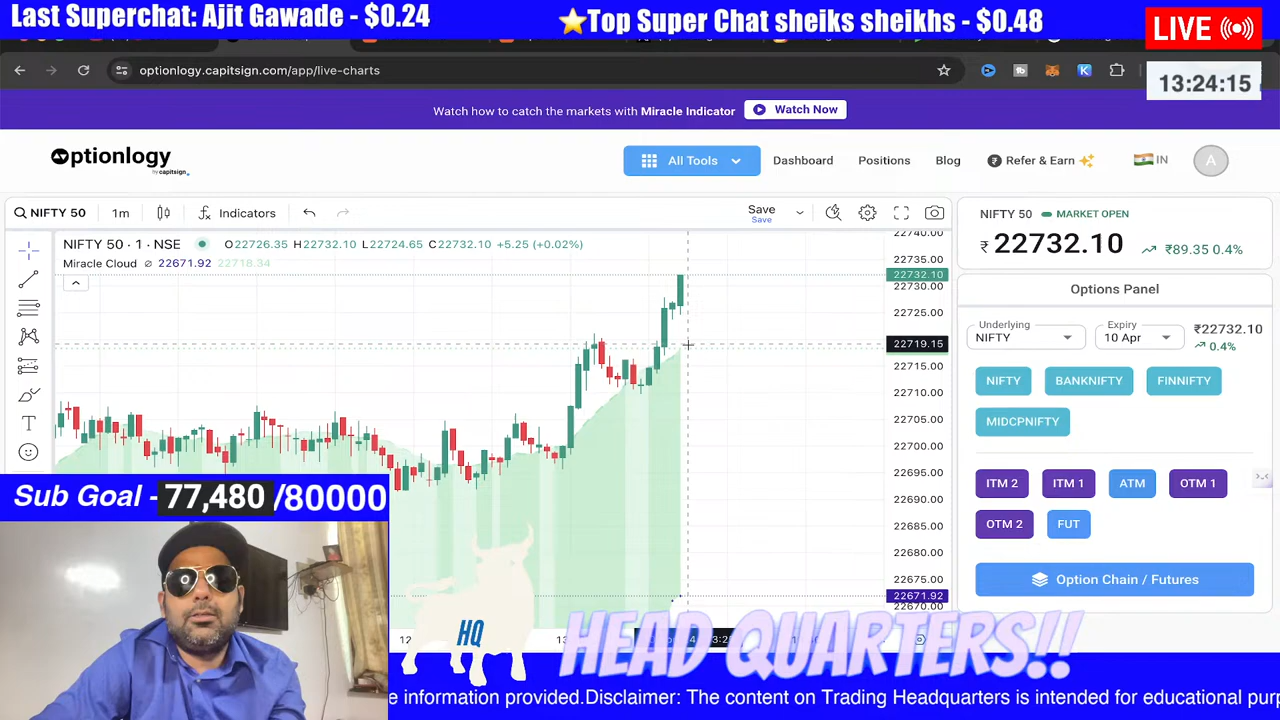 Last Superchat: Ajit Gawade - $0.24
⭐Top Super Chat sheiks sheikhs - $0.48
LIVE
optionlogy.capitsign.com/app/live-charts
13:24:15
Watch how to catch the markets with Miracle Indicator
Watch Now
optionlogy
by capitsign
All Tools
Dashboard
Positions
Blog
Refer & Earn
IN
A
NIFTY 50
1m
Indicators
Save
Save
NIFTY 50 · 1 · NSE
O22726.35 H22732.10 L22724.65 C22732.10 +5.25 (+0.02%)
Miracle Cloud ⌀ 22671.92 22718.34
22740.00
22735.00
22732.10
22730.00
22725.00
22719.15
22715.00
22710.00
22705.00
22700.00
22695.00
22690.00
22685.00
22680.00
22675.00
22671.92
22670.00
NIFTY 50
MARKET OPEN
₹ 22732.10
₹89.35 0.4%
Options Panel
Underlying
NIFTY
Expiry
10 Apr
₹22732.10
0.4%
NIFTY
BANKNIFTY
FINNIFTY
MIDCPNIFTY
ITM 2
ITM 1
ATM
OTM 1
OTM 2
FUT
Option Chain / Futures
Sub Goal - 77,480 /80000
HQ
HEAD QUARTERS!!
e information provided.Disclaimer: The content on Trading Headquarters is intended for educational pur